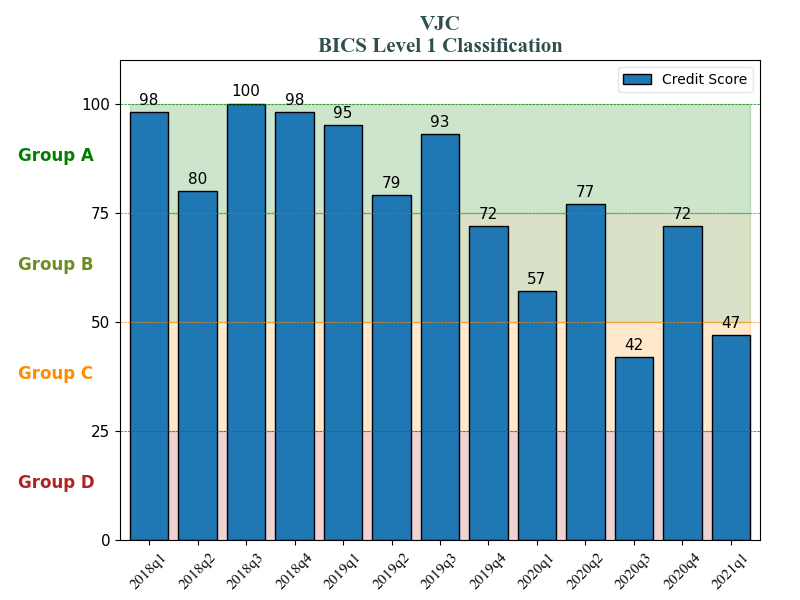 VJC
BICS Level 1 Classification
Credit Score
100
75
50
25
0
Group A
Group B
Group C
Group D
98
80
100
98
95
79
93
72
57
77
42
72
47
2018q1
2018q2
2018q3
2018q4
2019q1
2019q2
2019q3
2019q4
2020q1
2020q2
2020q3
2020q4
2021q1